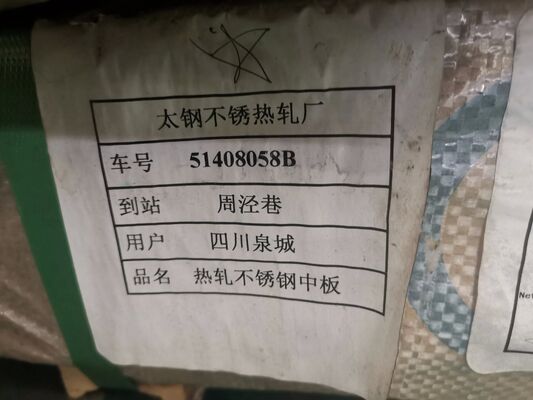 太钢不锈热轧厂
车号 51408058B
到站 周泾巷
用户 四川泉城
品名 热轧不锈钢中板
Net